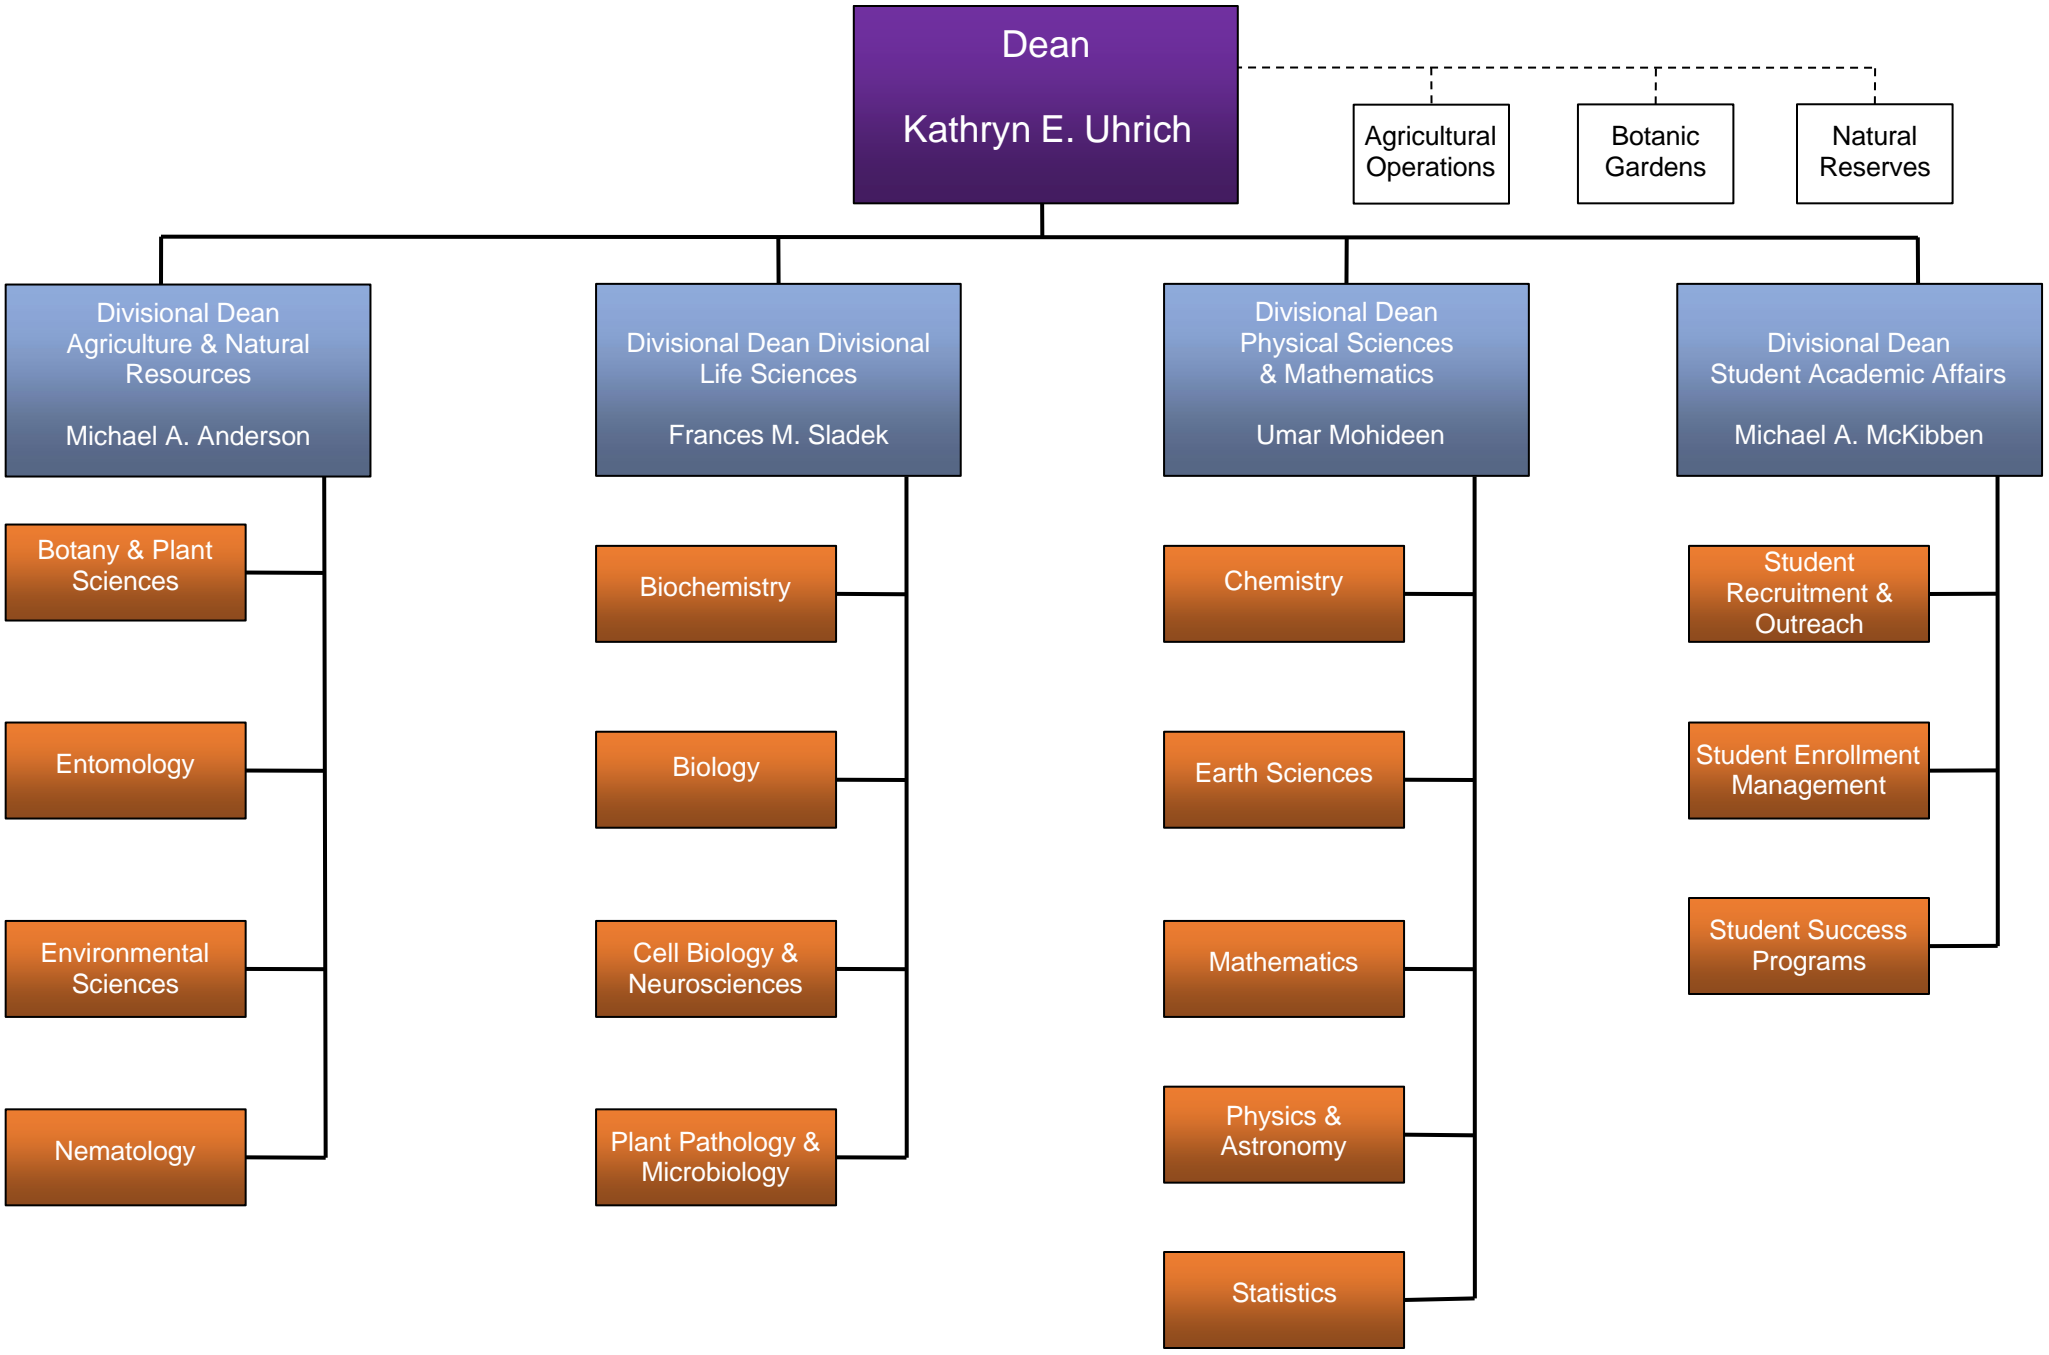 Dean
Kathryn E. Uhrich
Agricultural
Operations
Botanic
Gardens
Natural
Reserves
Divisional Dean
Agriculture & Natural
Resources
Michael A. Anderson
Divisional Dean Divisional
Life Sciences
Frances M. Sladek
Divisional Dean
Physical Sciences
& Mathematics
Umar Mohideen
Divisional Dean
Student Academic Affairs
Michael A. McKibben
Botany & Plant
Sciences
Entomology
Environmental
Sciences
Nematology
Biochemistry
Biology
Cell Biology &
Neurosciences
Plant Pathology &
Microbiology
Chemistry
Earth Sciences
Mathematics
Physics &
Astronomy
Statistics
Student
Recruitment &
Outreach
Student Enrollment
Management
Student Success
Programs